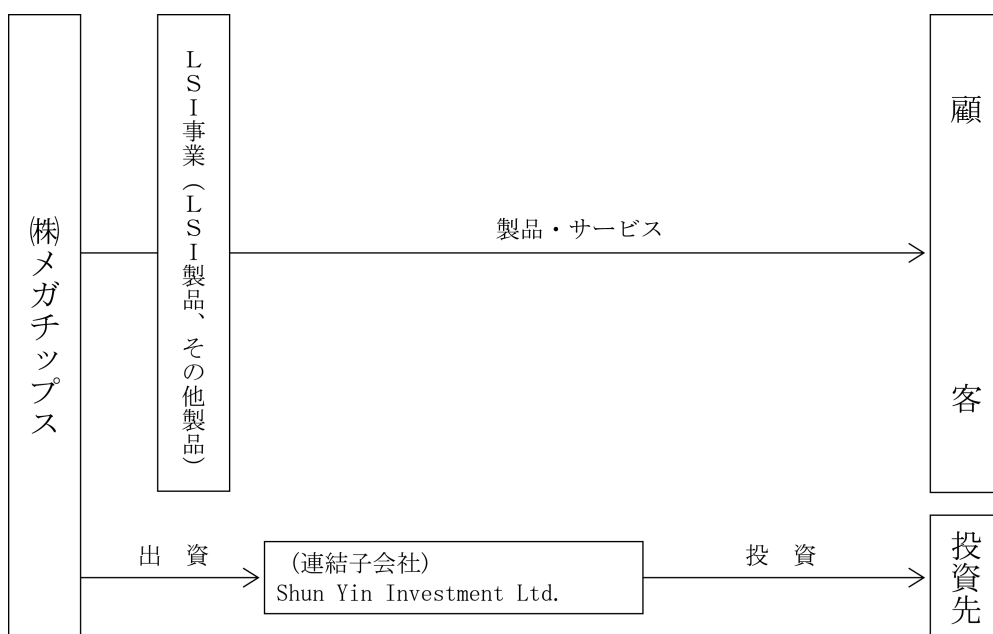 ㈱メガチップス
LSI事業(LSI製品、その他製品)
製品・サービス
顧客
出 資
(連結子会社)
Shun Yin Investment Ltd.
投 資
投資先